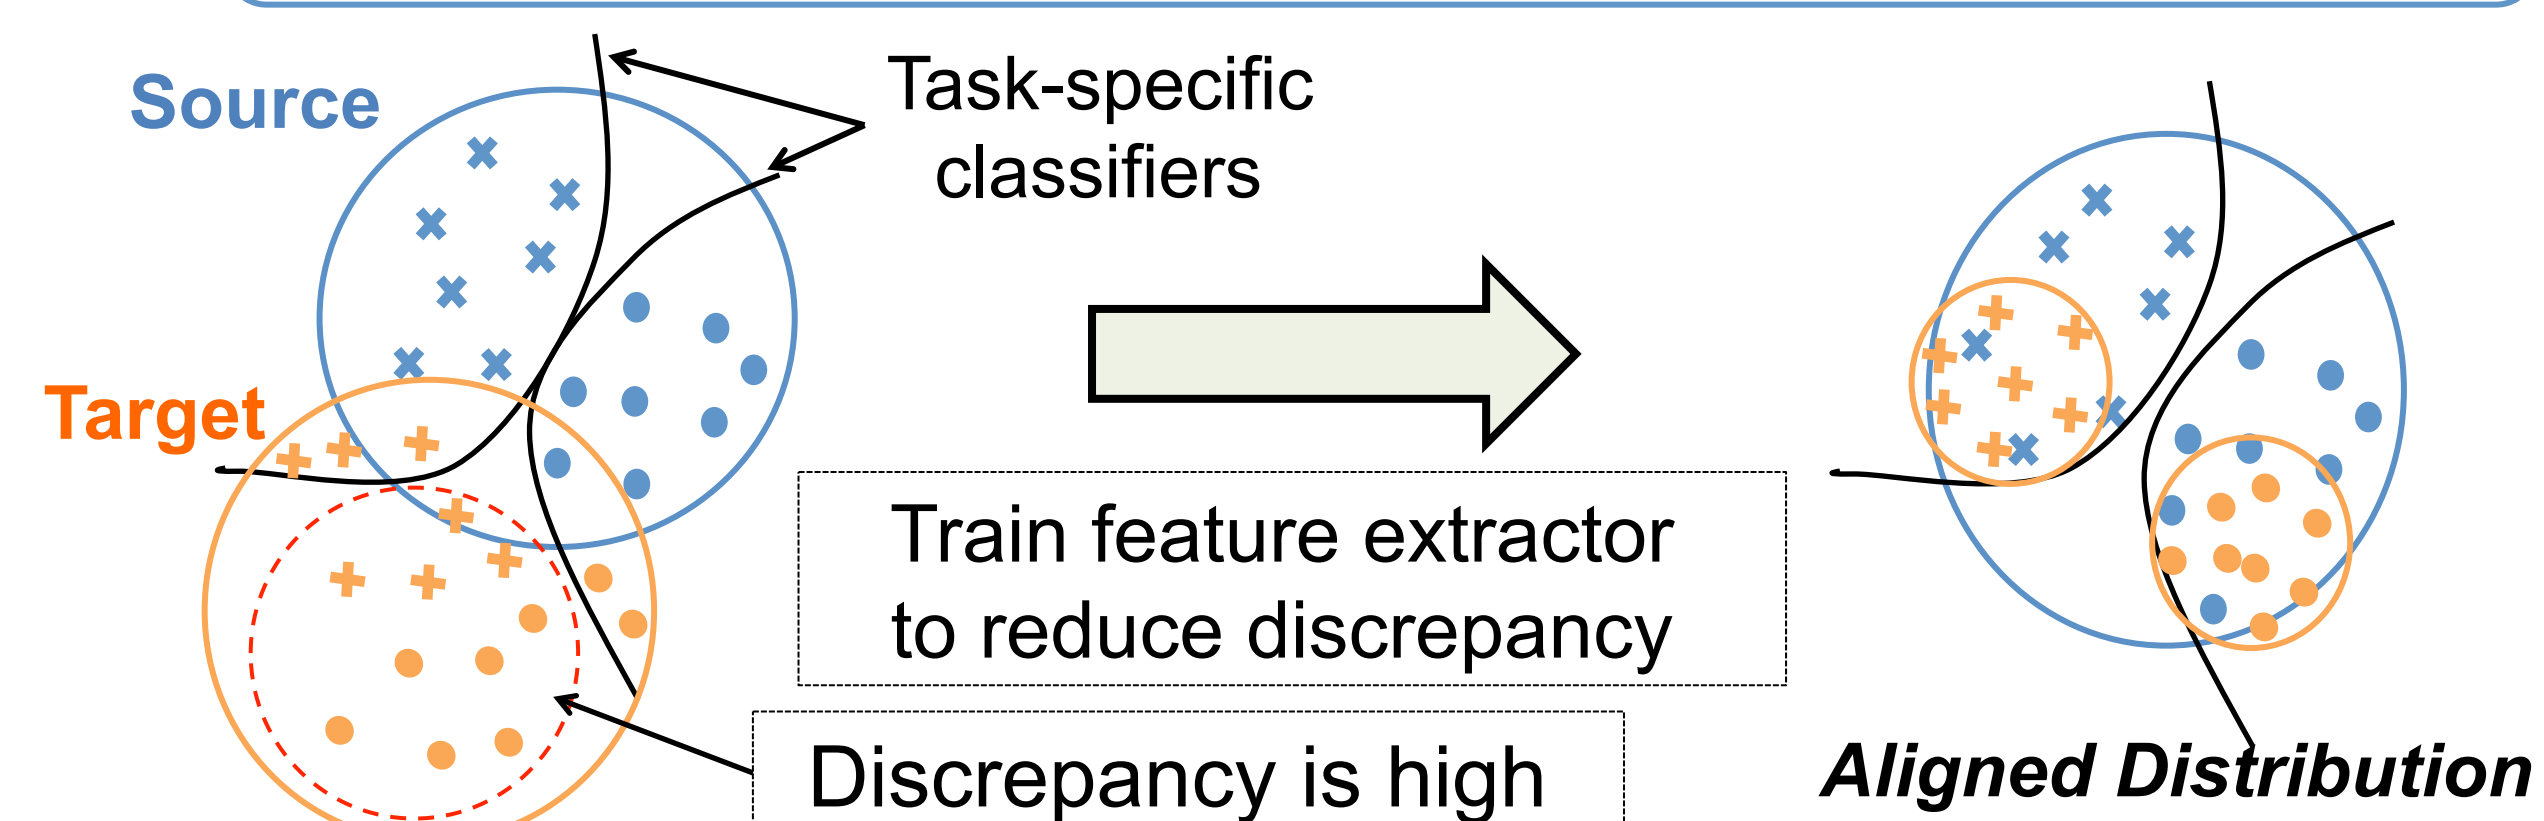 Source
Task-specific
classifiers
Target
Train feature extractor
to reduce discrepancy
Discrepancy is high
Aligned Distribution